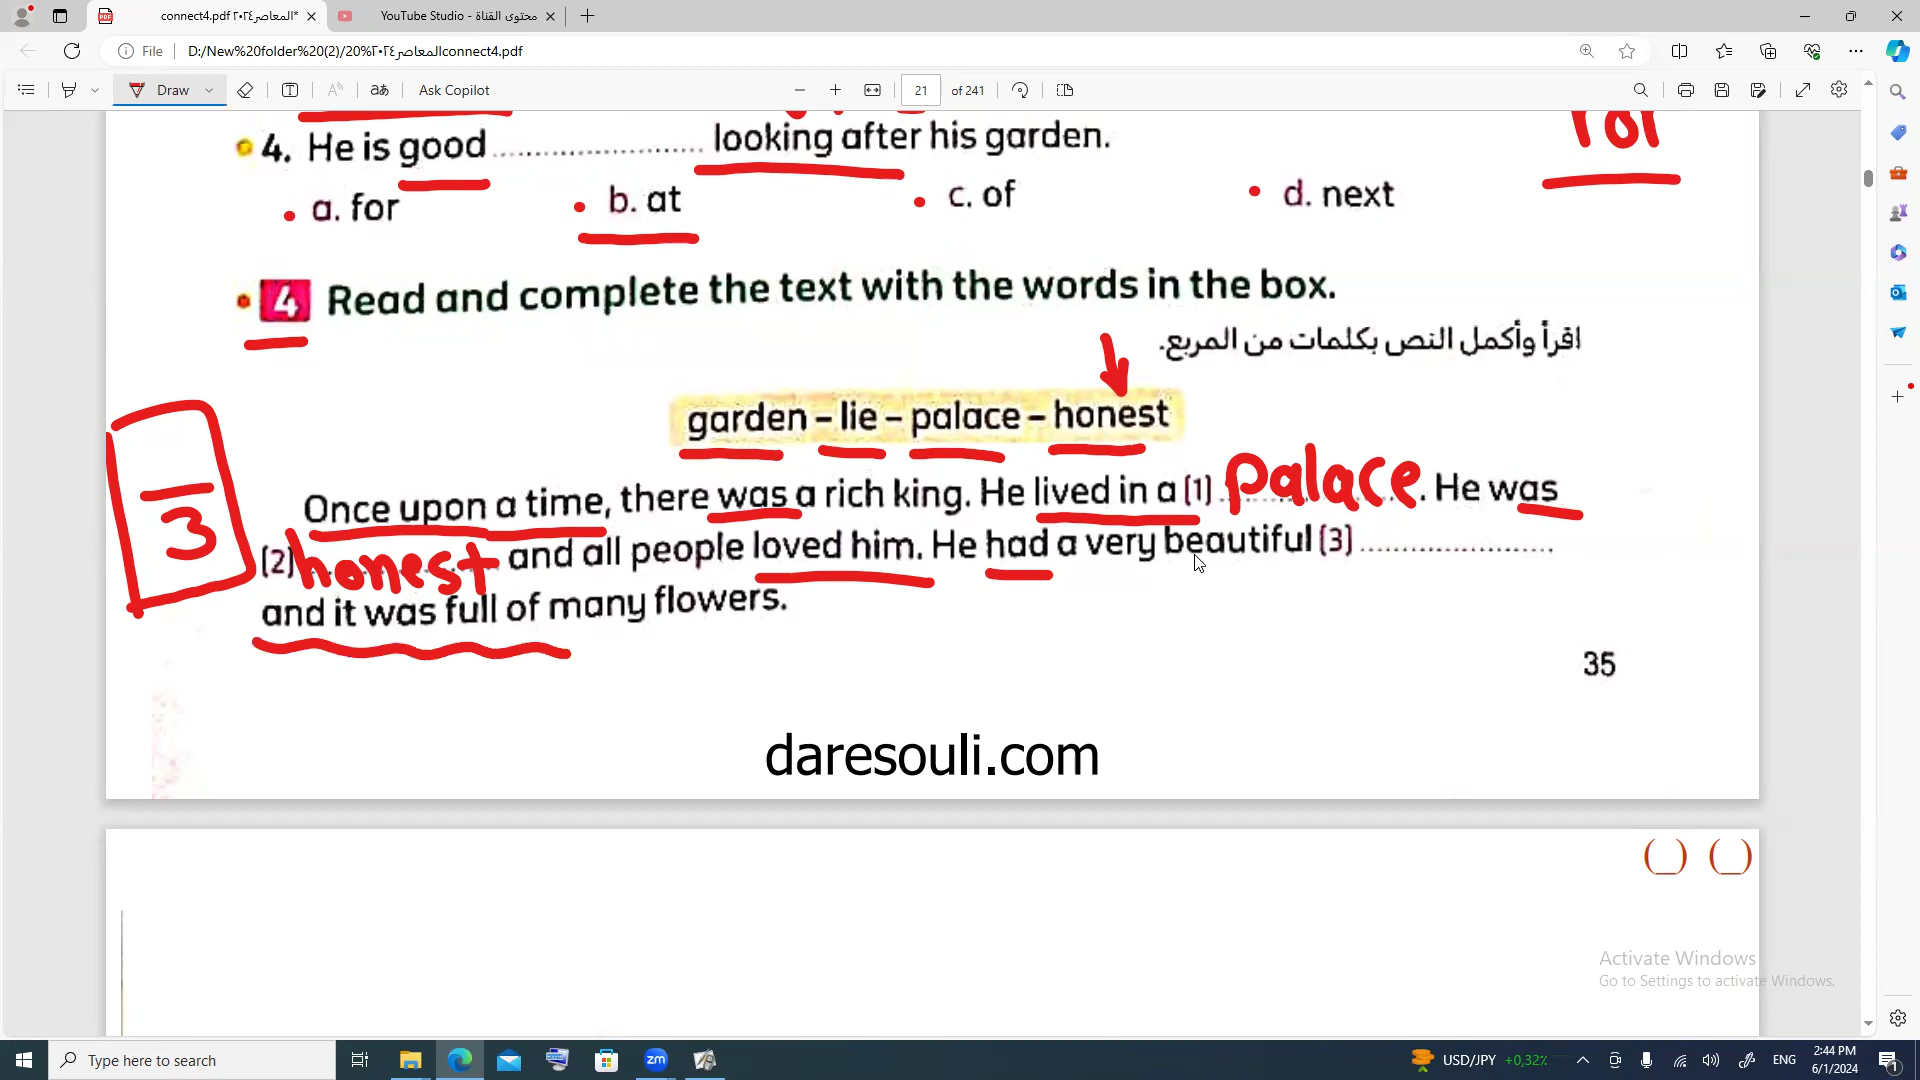 connect4.pdf المعاصر٢٠٢٤*
YouTube Studio - محتوى القناة
File D:/New%20folder%20(2)/20%المعاصر٢٠٢٤connect4.pdf
Draw Ask Copilot 21 of 241
4. He is good ........................ looking after his garden.
a. for b. at c. of d. next
for
4 Read and complete the text with the words in the box.
اقرأ وأكمل النص بكلمات من المربع.
garden – lie – palace – honest
3
Once upon a time, there was a rich king. He lived in a (1) palace. He was
(2) honest and all people loved him. He had a very beautiful (3) ........................
and it was full of many flowers.
35
daresouli.com
(_) (_)
Activate Windows
Go to Settings to activate Windows.
Type here to search
zm
USD/JPY +0,32%
ENG
2:44 PM
6/1/2024
1